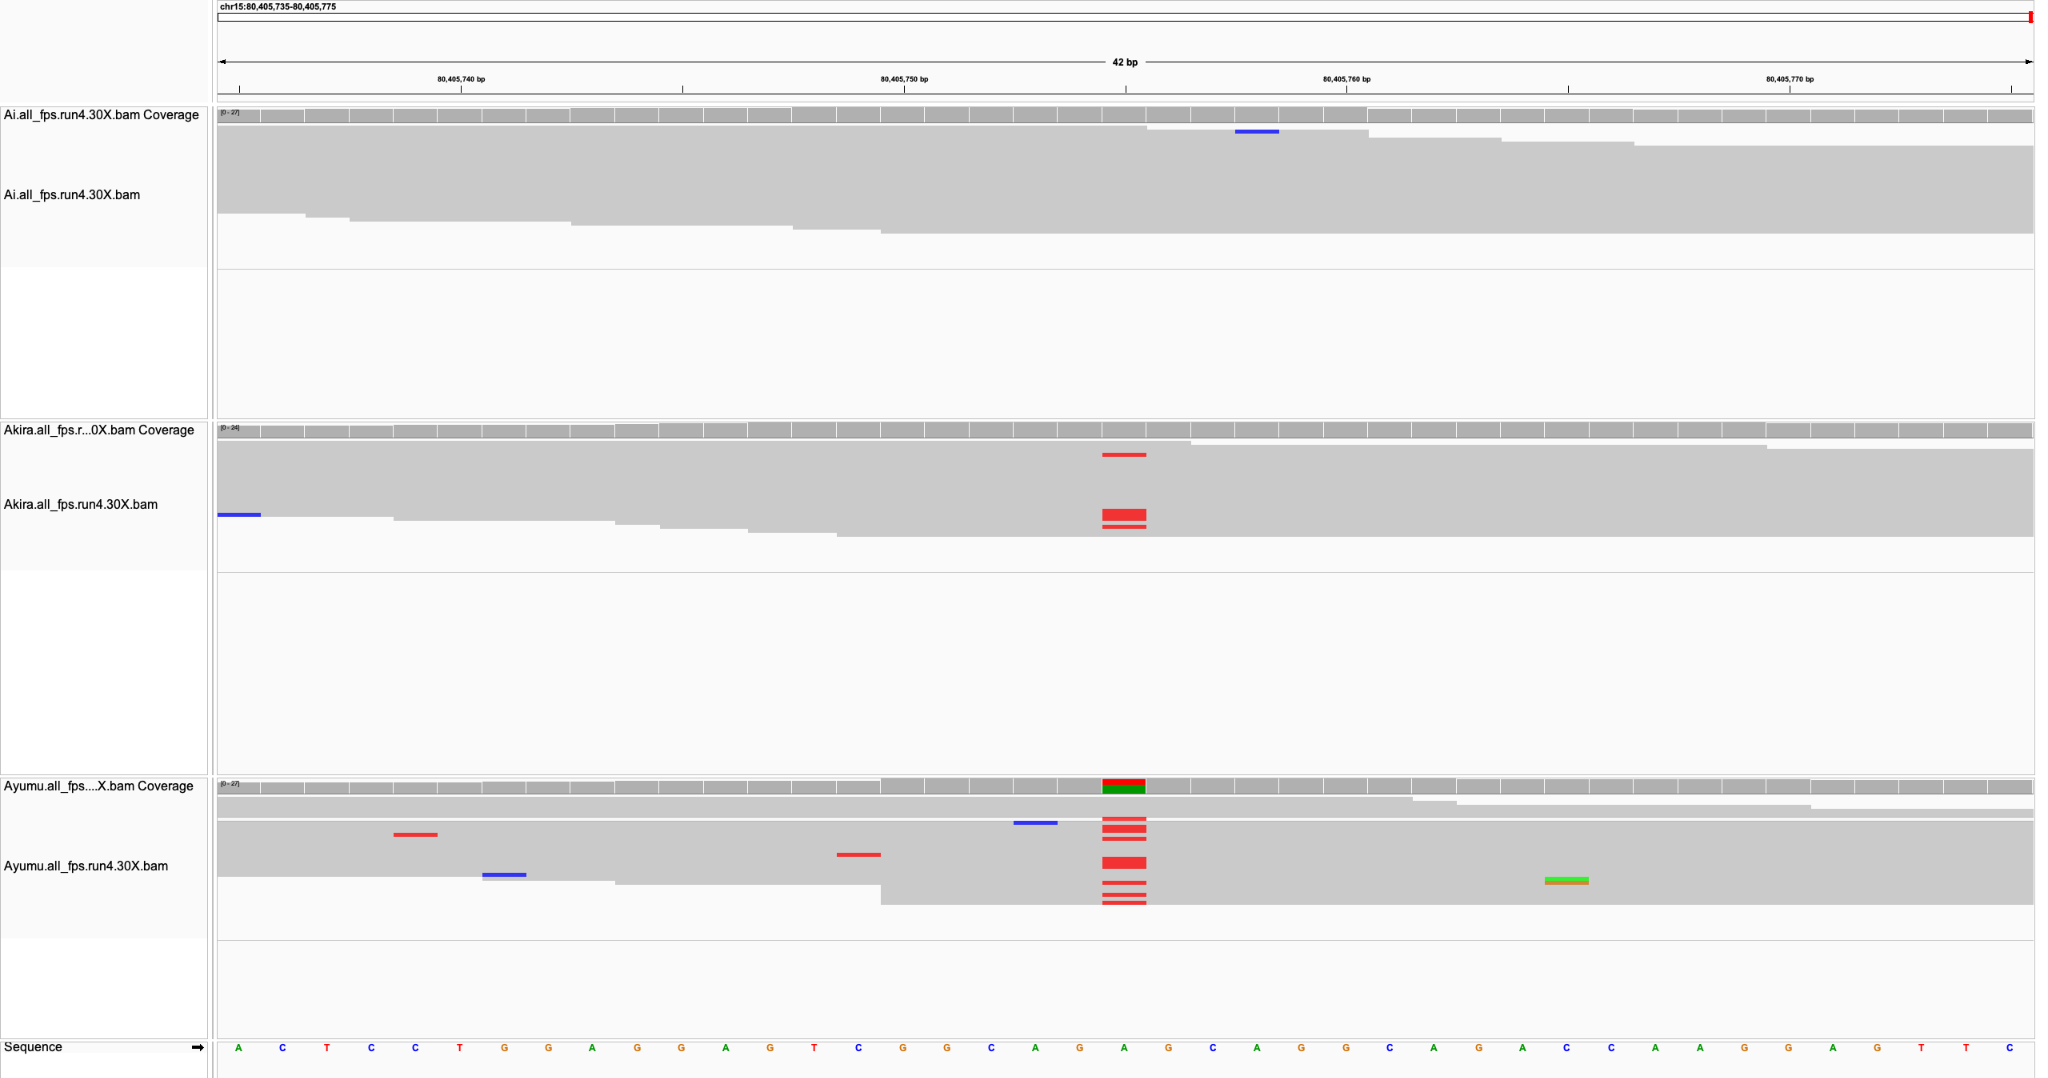 chr15:80,405,735-80,405,775
42 bp
80,405,740 bp 80,405,750 bp 80,405,760 bp 80,405,770 bp
Ai.all_fps.run4.30X.bam Coverage [0 - 27]
Ai.all_fps.run4.30X.bam
Akira.all_fps.r...0X.bam Coverage [0 - 24]
Akira.all_fps.run4.30X.bam
Ayumu.all_fps....X.bam Coverage [0 - 27]
Ayumu.all_fps.run4.30X.bam
Sequence A C T C C T G G A G G A G T C G G C A G A G C A G G C A G A C C A A G G A G T T C